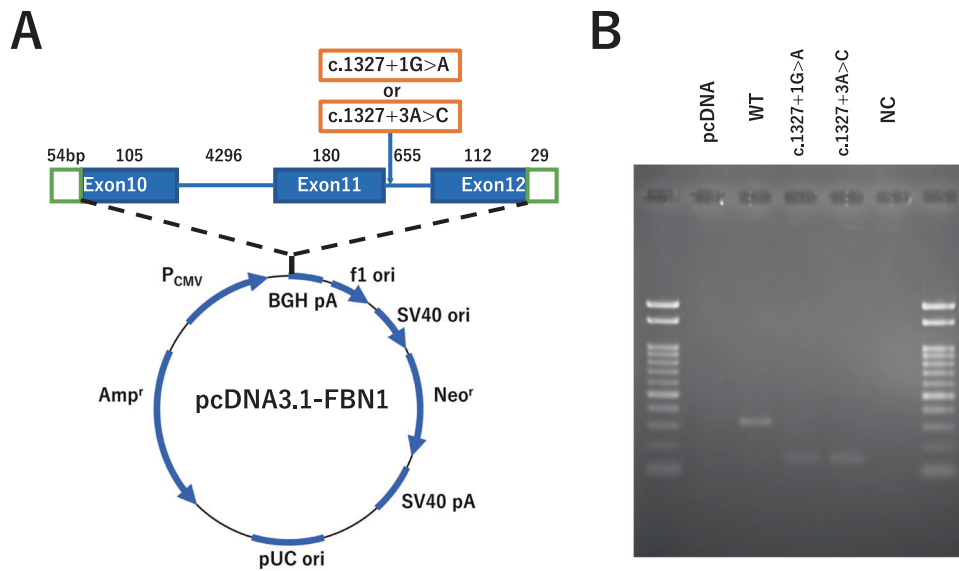 A
B
c.1327+1G>A
or
c.1327+3A>C
54bp 105 4296 180 655 112 29
Exon10 Exon11 Exon12
PCMV
BGH pA
f1 ori
SV40 ori
Ampr
pcDNA3.1-FBN1
Neor
SV40 pA
pUC ori
pcDNA
WT
c.1327+1G>A
c.1327+3A>C
NC